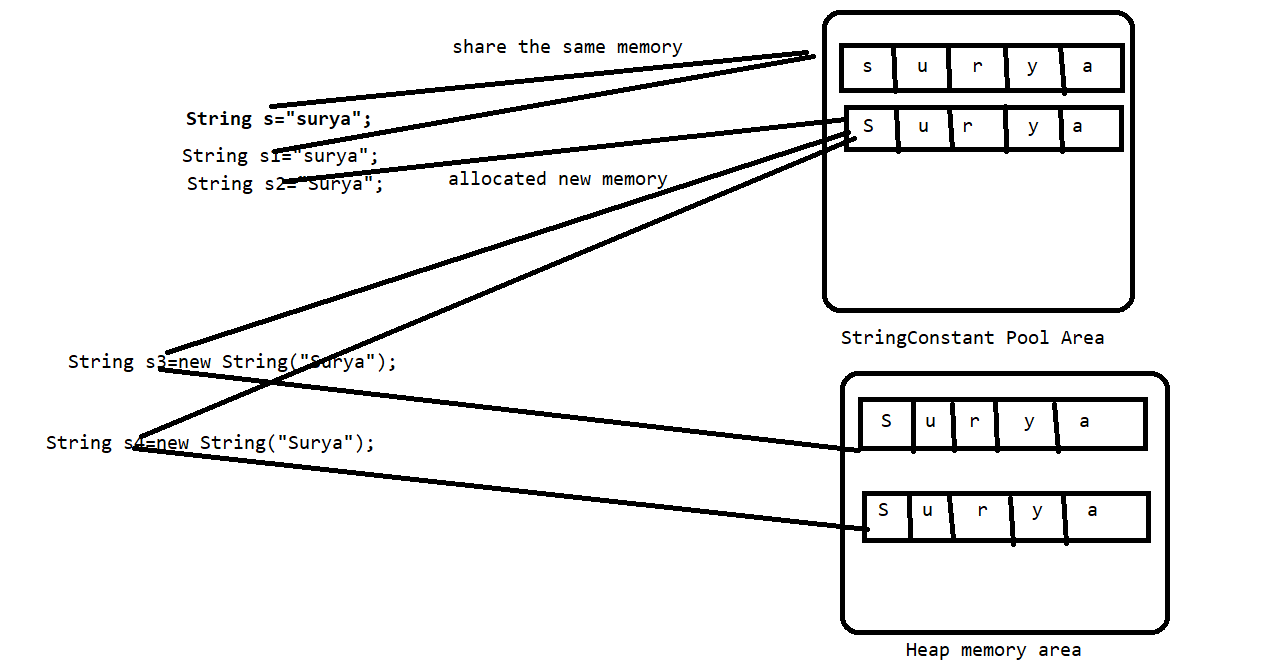 share the same memory
s u r y a
String s="surya";
S u r y a
String s1="surya";
String s2="Surya";
allocated new memory
StringConstant Pool Area
String s3=new String("Surya");
S u r y a
String s4=new String("Surya");
S u r y a
Heap memory area